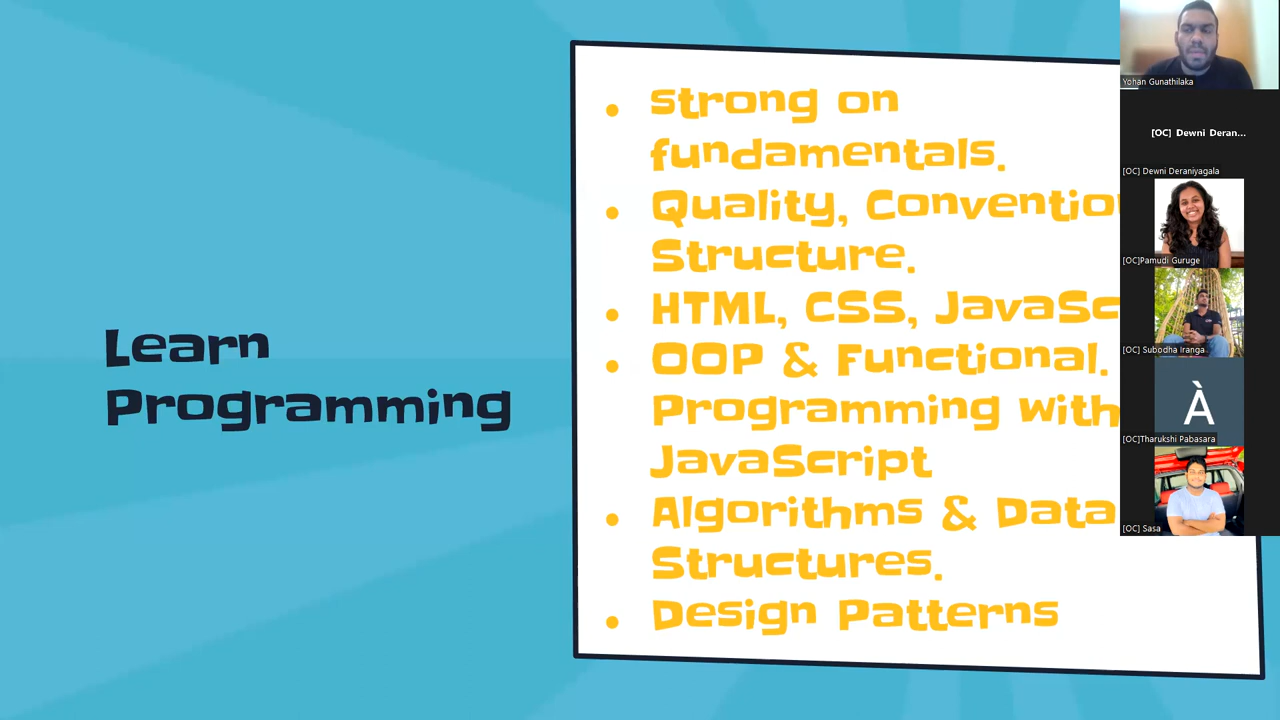 Learn
Programming
• strong on
fundamentals.
• Quality,
Structure.
• HTML, CSS,
• OOP & Functional.
Programming with
JavaScript
• Algorithms & Data
Structures.
• Design Patterns
Yohan Gunathilaka
[OC] Dewni Deran...
[OC] Dewni Deraniyagala
[OC]Pamudi Guruge
[OC] Subodha Iranga
À
[OC]Tharukshi Pabasara
[OC] Sasa